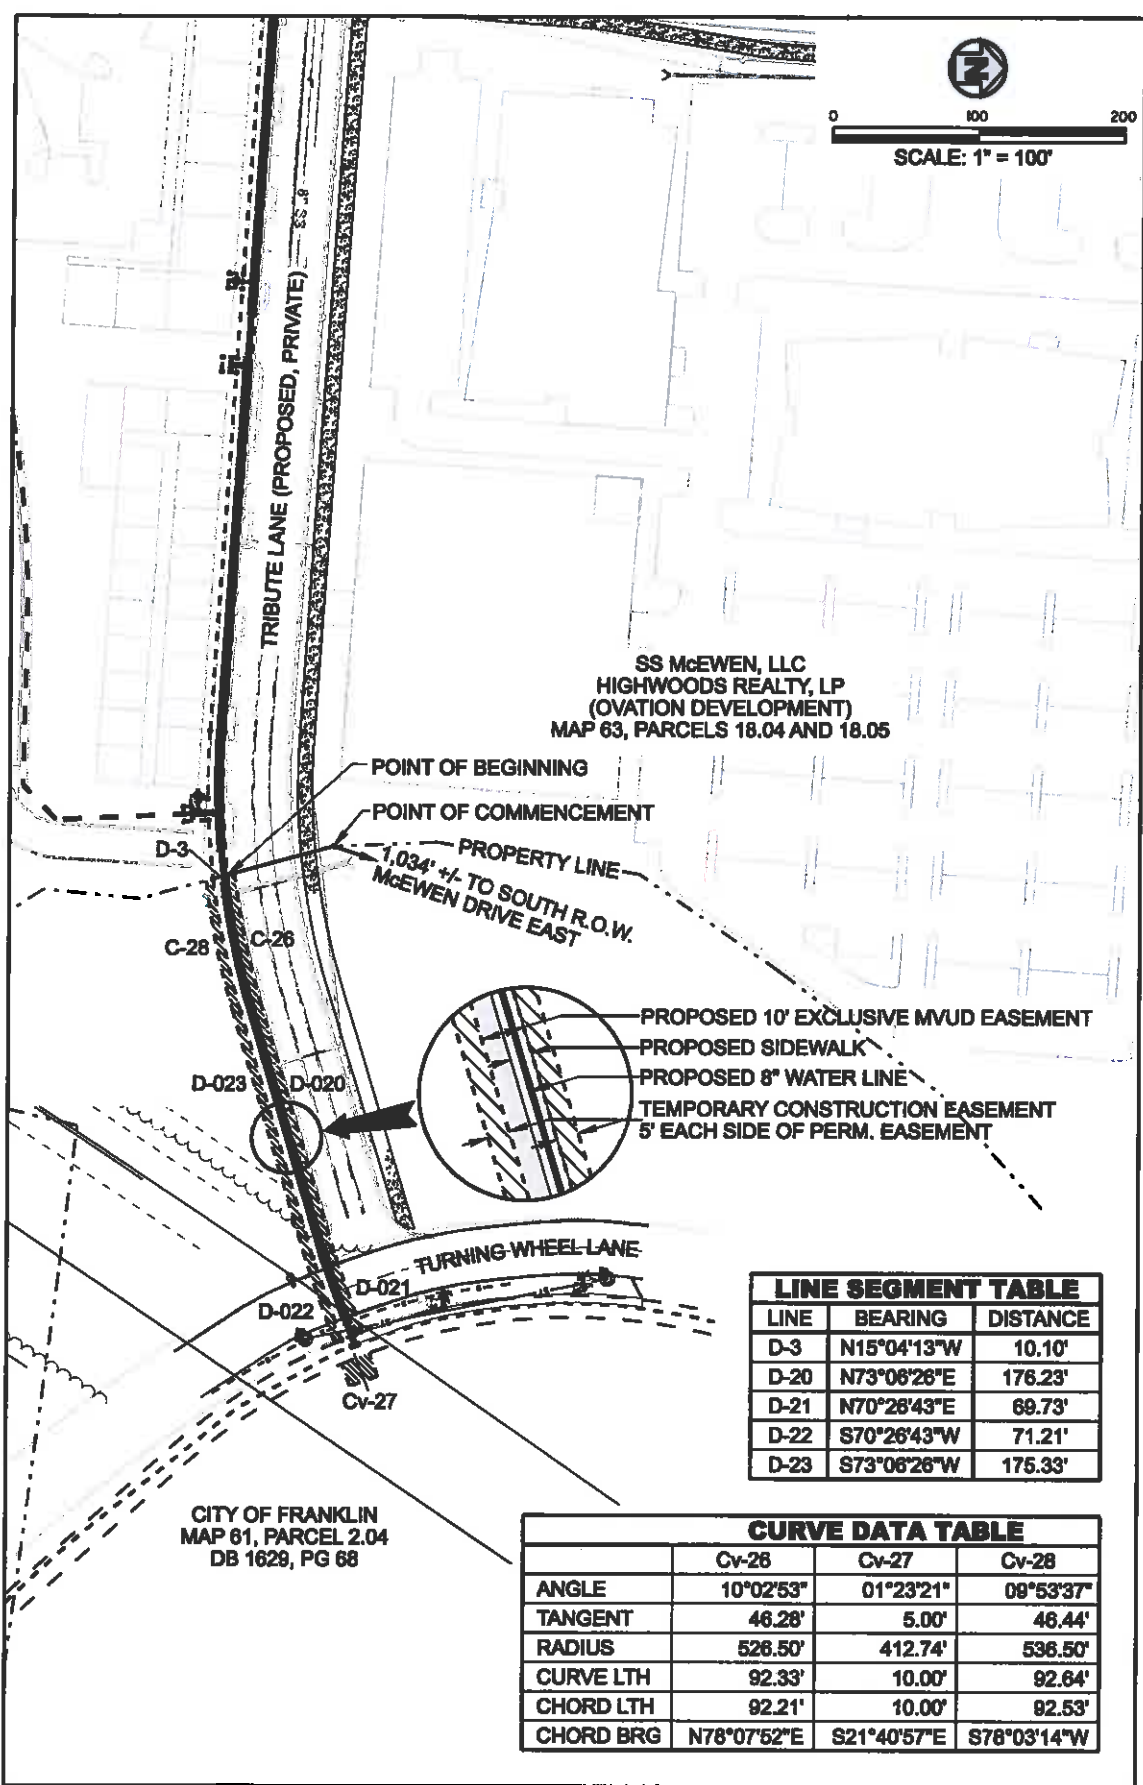 N
0 100 200
SCALE: 1" = 100'
8" SS
TRIBUTE LANE (PROPOSED, PRIVATE)
SS McEWEN, LLC
HIGHWOODS REALTY, LP
(OVATION DEVELOPMENT)
MAP 63, PARCELS 18.04 AND 18.05
POINT OF BEGINNING
POINT OF COMMENCEMENT
D-3
PROPERTY LINE
1,034' +/- TO SOUTH R.O.W.
McEWEN DRIVE EAST
C-28
C-26
PROPOSED 10' EXCLUSIVE MVUD EASEMENT
PROPOSED SIDEWALK
PROPOSED 8" WATER LINE
D-023
D-020
TEMPORARY CONSTRUCTION EASEMENT
5' EACH SIDE OF PERM. EASEMENT
TURNING WHEEL LANE
D-021
D-022
Cv-27
LINE SEGMENT TABLE
LINE BEARING DISTANCE
D-3 N15°04'13"W 10.10'
D-20 N73°06'26"E 176.23'
D-21 N70°26'43"E 69.73'
D-22 S70°26'43"W 71.21'
D-23 S73°06'26"W 175.33'
CITY OF FRANKLIN
MAP 61, PARCEL 2.04
DB 1629, PG 68
CURVE DATA TABLE
Cv-26 Cv-27 Cv-28
ANGLE 10°02'53" 01°23'21" 09°53'37"
TANGENT 46.28' 5.00' 46.44'
RADIUS 526.50' 412.74' 536.50'
CURVE LTH 92.33' 10.00' 92.64'
CHORD LTH 92.21' 10.00' 92.53'
CHORD BRG N78°07'52"E S21°40'57"E S78°03'14"W